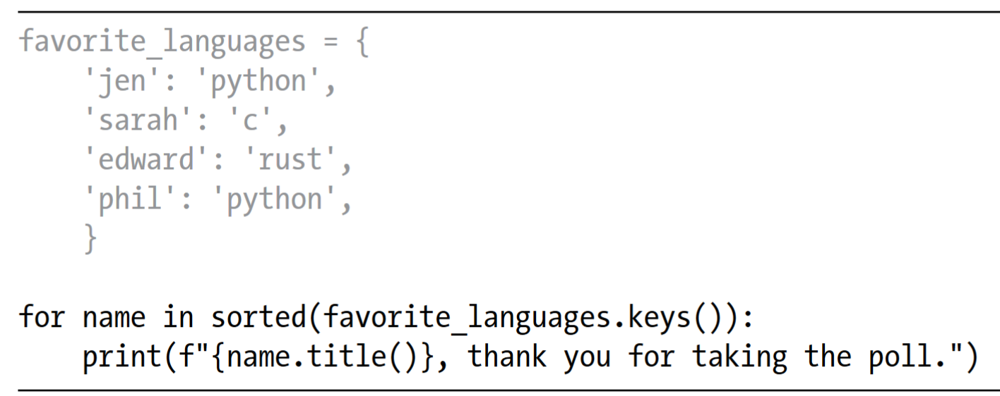 favorite_languages = {
    'jen': 'python',
    'sarah': 'c',
    'edward': 'rust',
    'phil': 'python',
    }

for name in sorted(favorite_languages.keys()):
    print(f"{name.title()}, thank you for taking the poll.")